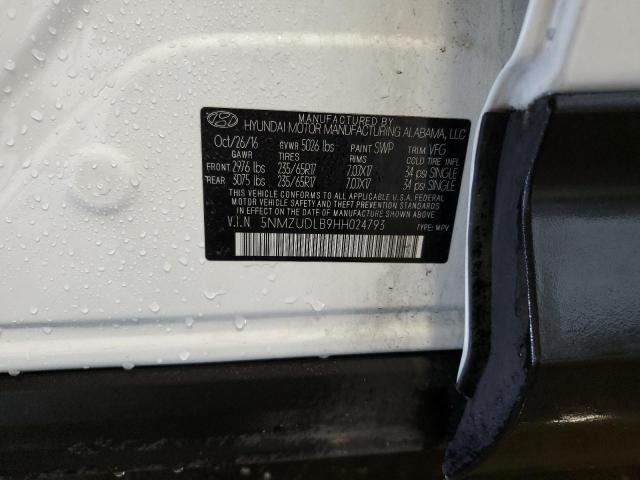 MANUFACTURED BY
HYUNDAI MOTOR MANUFACTURING ALABAMA, LLC
Oct/26/16 GVWR 5026 lbs PAINT SWP TRIM VFG
GAWR TIRES RIMS COLD TIRE INFL.
FRONT 2976 lbs 235/65R17 7.0JX17 34 psi SINGLE
REAR 3075 lbs 235/65R17 7.0JX17 34 psi SINGLE
THIS VEHICLE CONFORMS TO ALL APPLICABLE U.S.A. FEDERAL
MOTOR VEHICLE SAFETY AND THEFT PREVENTION STANDARDS IN
EFFECT ON THE DATE OF MANUFACTURE SHOWN ABOVE.
V.I.N 5NMZUDLB9HH024793 TYPE: MPV